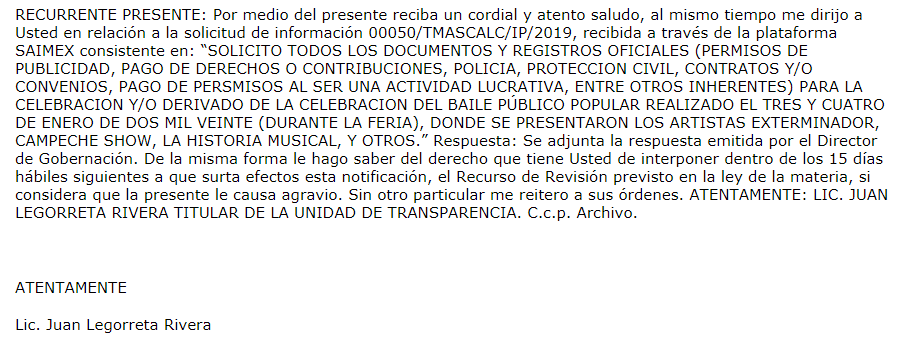 RECURRENTE PRESENTE: Por medio del presente reciba un cordial y atento saludo, al mismo tiempo me dirijo a
Usted en relación a la solicitud de información 00050/TMASCALC/IP/2019, recibida a través de la plataforma
SAIMEX consistente en: “SOLICITO TODOS LOS DOCUMENTOS Y REGISTROS OFICIALES (PERMISOS DE
PUBLICIDAD, PAGO DE DERECHOS O CONTRIBUCIONES, POLICIA, PROTECCION CIVIL, CONTRATOS Y/O
CONVENIOS, PAGO DE PERSMISOS AL SER UNA ACTIVIDAD LUCRATIVA, ENTRE OTROS INHERENTES) PARA LA
CELEBRACION Y/O DERIVADO DE LA CELEBRACION DEL BAILE PÚBLICO POPULAR REALIZADO EL TRES Y CUATRO
DE ENERO DE DOS MIL VEINTE (DURANTE LA FERIA), DONDE SE PRESENTARON LOS ARTISTAS EXTERMINADOR,
CAMPECHE SHOW, LA HISTORIA MUSICAL, Y OTROS.” Respuesta: Se adjunta la respuesta emitida por el Director
de Gobernación. De la misma forma le hago saber del derecho que tiene Usted de interponer dentro de los 15 días
hábiles siguientes a que surta efectos esta notificación, el Recurso de Revisión previsto en la ley de la materia, si
considera que la presente le causa agravio. Sin otro particular me reitero a sus órdenes. ATENTAMENTE: LIC. JUAN
LEGORRETA RIVERA TITULAR DE LA UNIDAD DE TRANSPARENCIA. C.c.p. Archivo.
ATENTAMENTE
Lic. Juan Legorreta Rivera